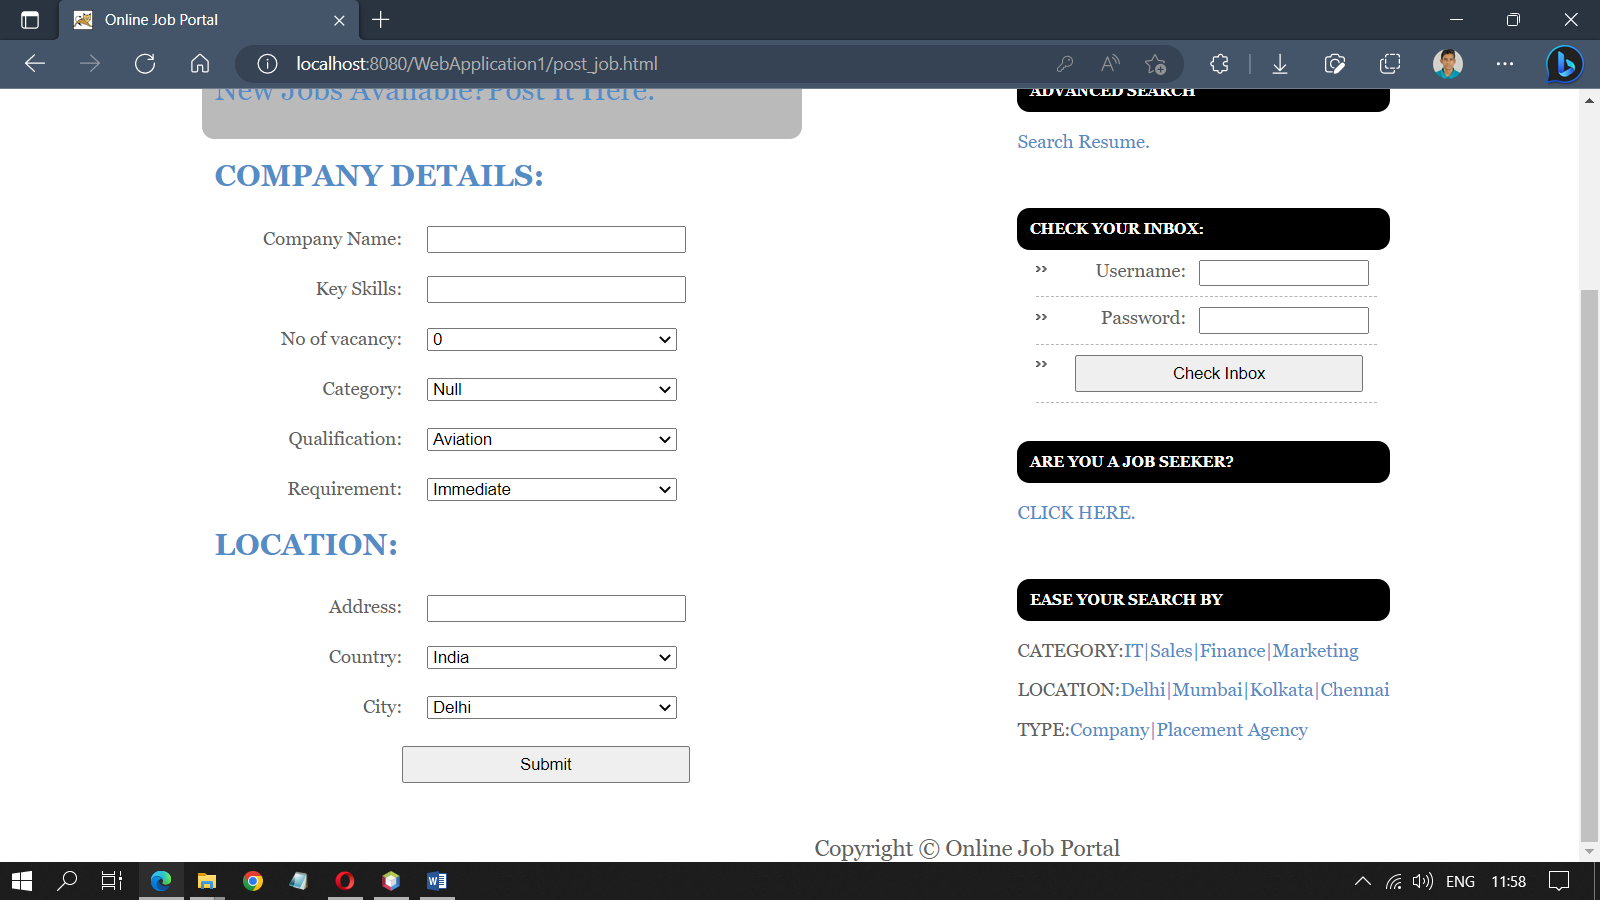 Online Job Portal
localhost:8080/WebApplication1/post_job.html
New Jobs Available?Post It Here.
COMPANY DETAILS:
Company Name:
Key Skills:
No of vacancy: 0
Category: Null
Qualification: Aviation
Requirement: Immediate
LOCATION:
Address:
Country: India
City: Delhi
Submit
ADVANCED SEARCH
Search Resume.
CHECK YOUR INBOX:
Username:
Password:
Check Inbox
ARE YOU A JOB SEEKER?
CLICK HERE.
EASE YOUR SEARCH BY
CATEGORY:IT|Sales|Finance|Marketing
LOCATION:Delhi|Mumbai|Kolkata|Chennai
TYPE:Company|Placement Agency
Copyright © Online Job Portal
ENG 11:58